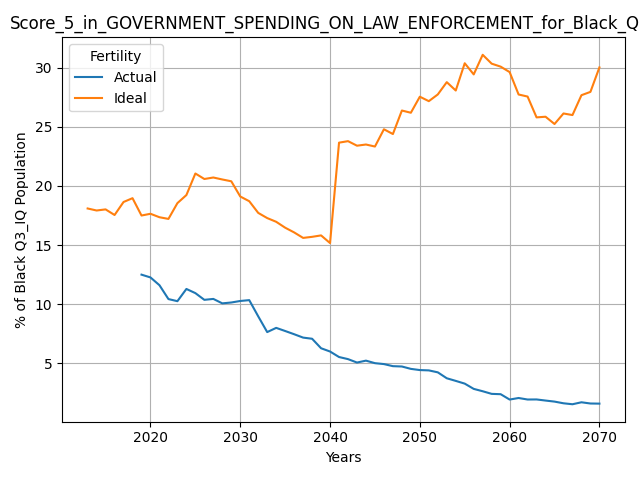 Score_5_in_GOVERNMENT_SPENDING_ON_LAW_ENFORCEMENT_for_Black_Q
Fertility
Actual
Ideal
% of Black Q3_IQ Population
30
25
20
15
10
5
2020 2030 2040 2050 2060 2070
Years